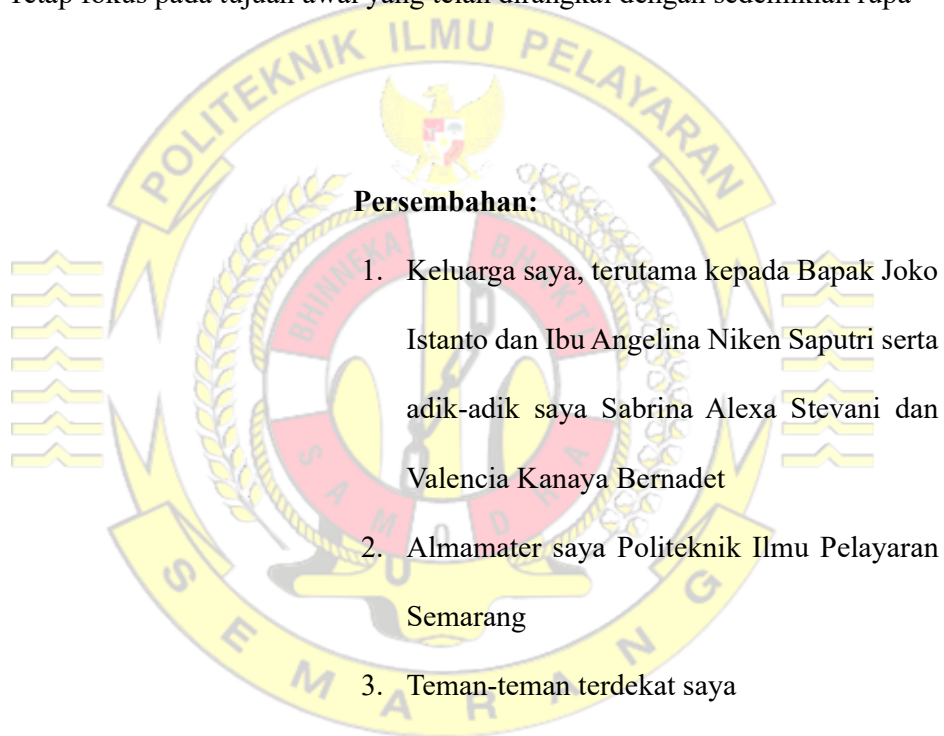 Tetap fokus pada tujuan awal yang telah dirangkai dengan sedemikian rupa
POLITEKNIK ILMU PELAYARAN
Persembahan:
BHINNEKA BHAKTI
1. Keluarga saya, terutama kepada Bapak Joko
Istanto dan Ibu Angelina Niken Saputri serta
adik-adik saya Sabrina Alexa Stevani dan
Valencia Kanaya Bernadet
SAMUDRA
2. Almamater saya Politeknik Ilmu Pelayaran
Semarang
3. Teman-teman terdekat saya
SEMARANG